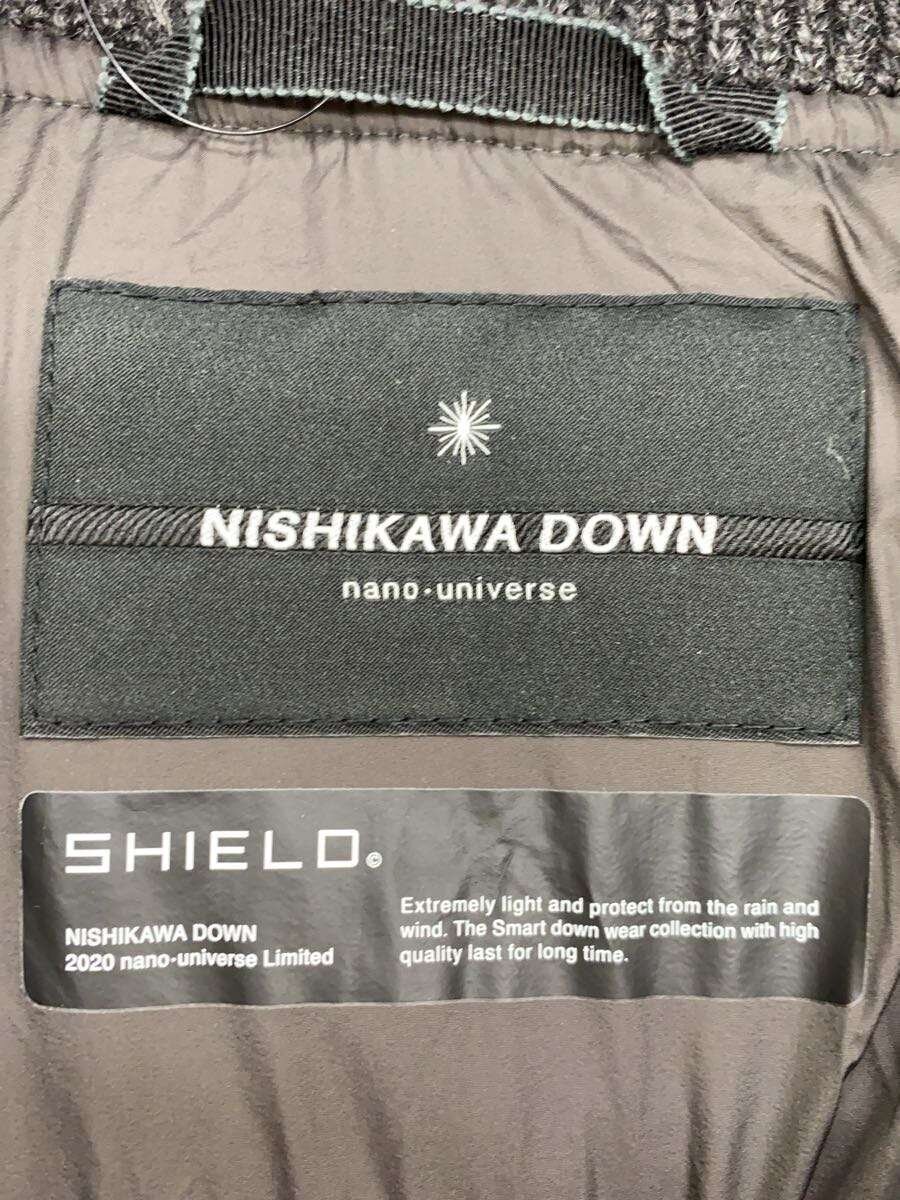 NISHIKAWA DOWN
nano·universe
SHIELD.©
NISHIKAWA DOWN
2020 nano·universe Limited
Extremely light and protect from the rain and
wind. The Smart down wear collection with high
quality last for long time.